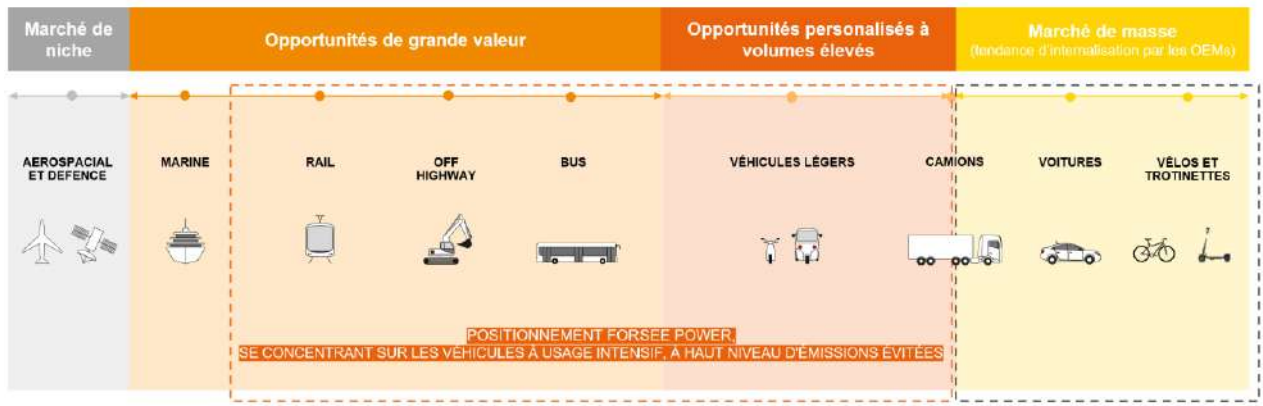 Marché de
niche
Opportunités de grande valeur
Opportunités personalisés à
volumes élevés
Marché de masse
(tendance d'internalisation par les OEMs)
AEROSPACIAL
ET DEFENCE
MARINE
RAIL
OFF
HIGHWAY
BUS
VÉHICULES LÉGERS
CAMIONS
VOITURES
VÉLOS ET
TROTINETTES
POSITIONNEMENT FORSEE POWER,
SE CONCENTRANT SUR LES VÉHICULES À USAGE INTENSIF, À HAUT NIVEAU D'ÉMISSIONS ÉVITÉES